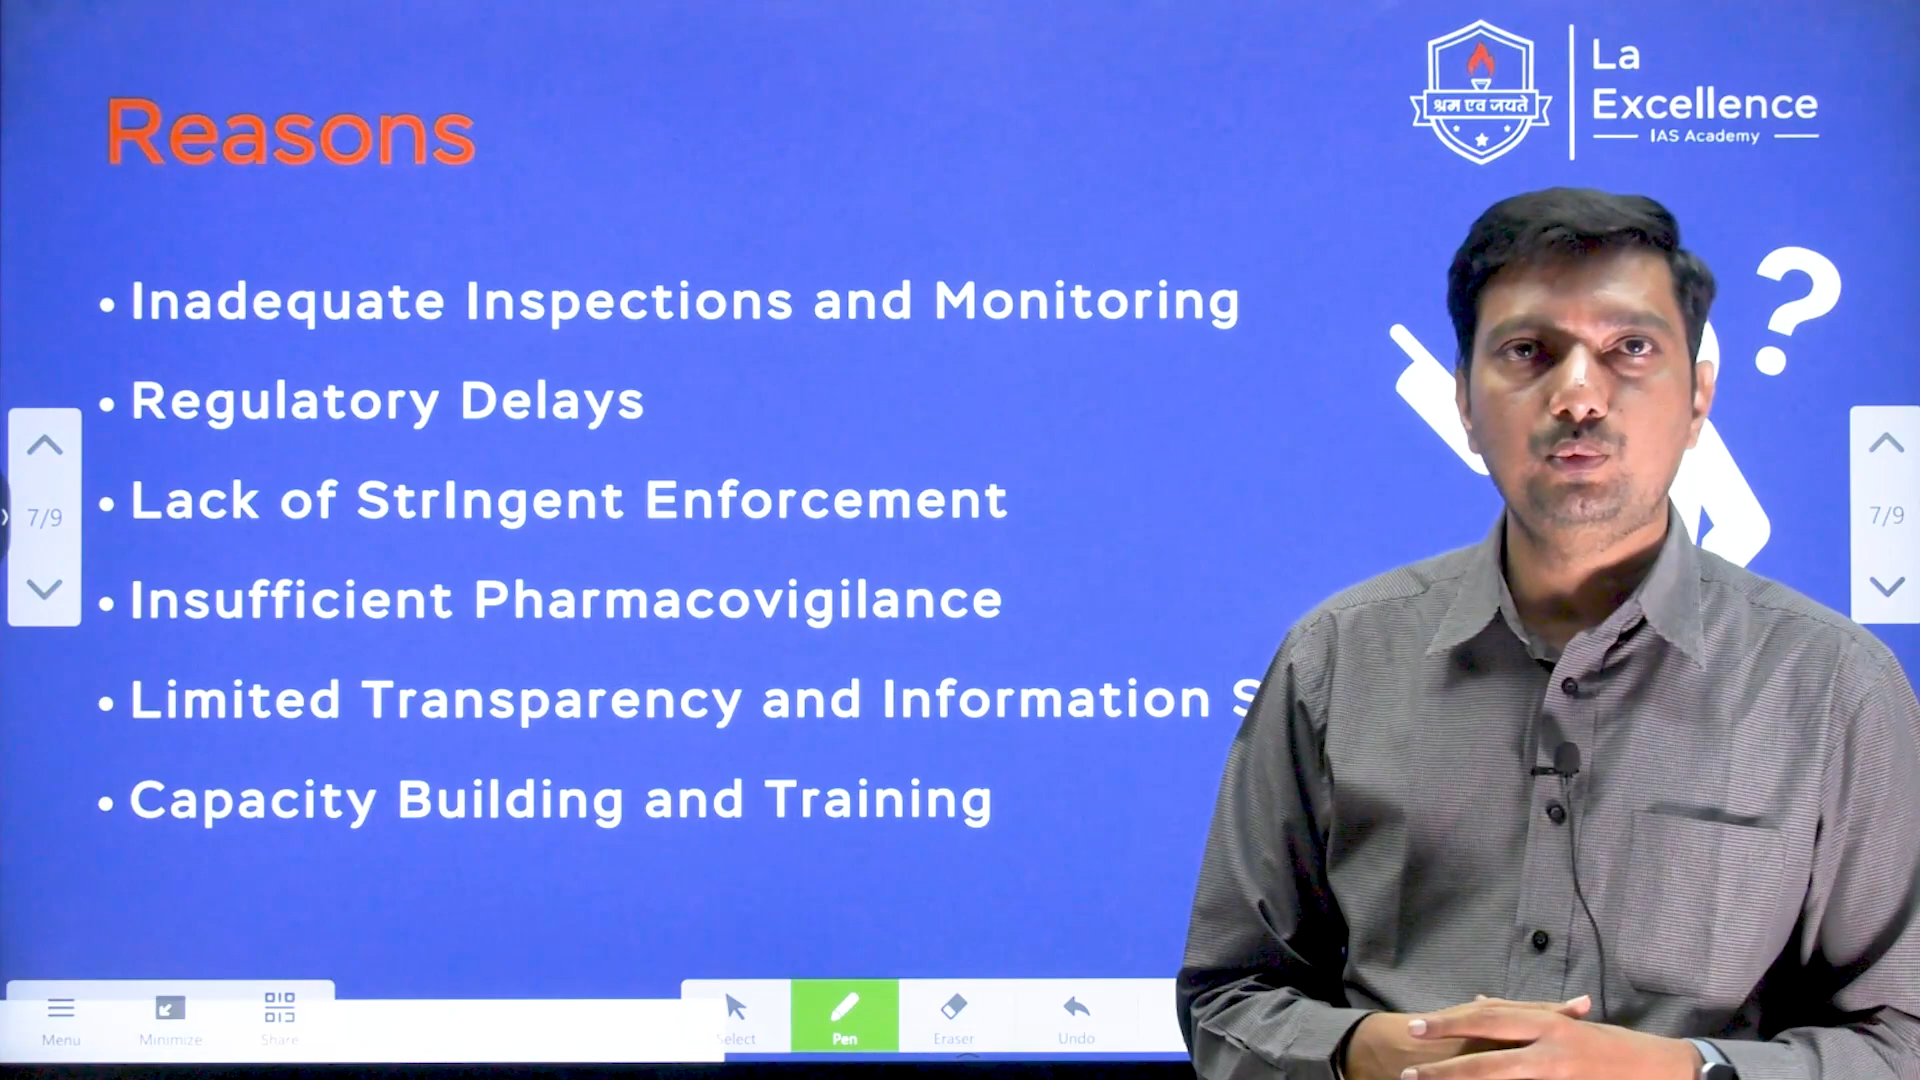 Reasons
श्रम एव जयते
La
Excellence
IAS Academy
?
• Inadequate Inspections and Monitoring
• Regulatory Delays
• Lack of StrIngent Enforcement
• Insufficient Pharmacovigilance
• Limited Transparency and Information
• Capacity Building and Training
7/9
7/9
Menu
Minimize
Share
Select
Pen
Eraser
Undo